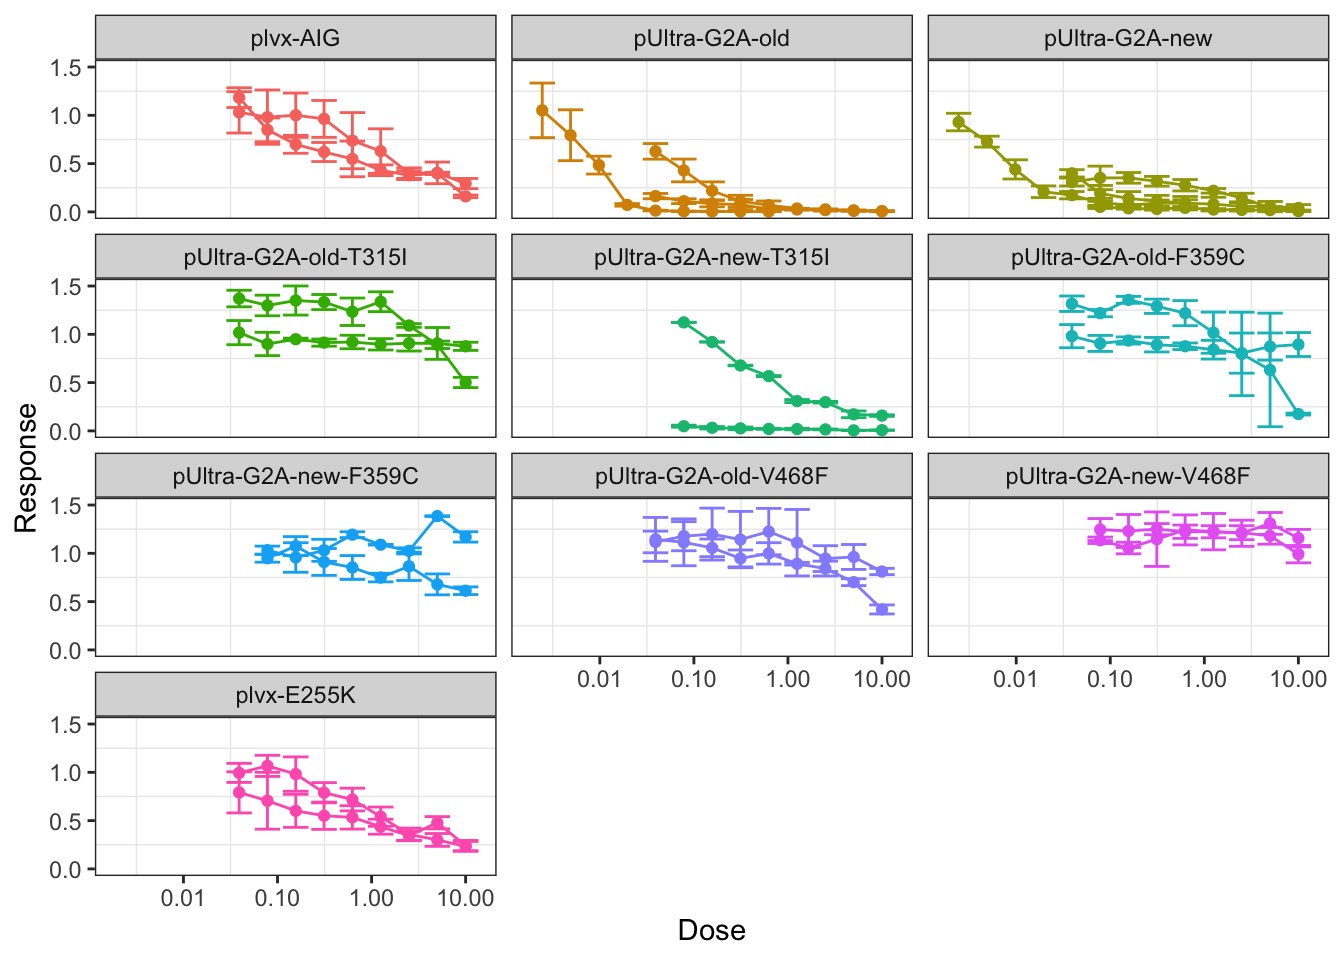 plvx-AIG
pUltra-G2A-old
pUltra-G2A-new
1.5
1.0
0.5
0.0
pUltra-G2A-old-T315I
pUltra-G2A-new-T315I
pUltra-G2A-old-F359C
1.5
1.0
0.5
0.0
Response
pUltra-G2A-new-F359C
pUltra-G2A-old-V468F
pUltra-G2A-new-V468F
1.5
1.0
0.5
0.0
0.01 0.10 1.00 10.00
0.01 0.10 1.00 10.00
plvx-E255K
1.5
1.0
0.5
0.0
0.01 0.10 1.00 10.00
Dose